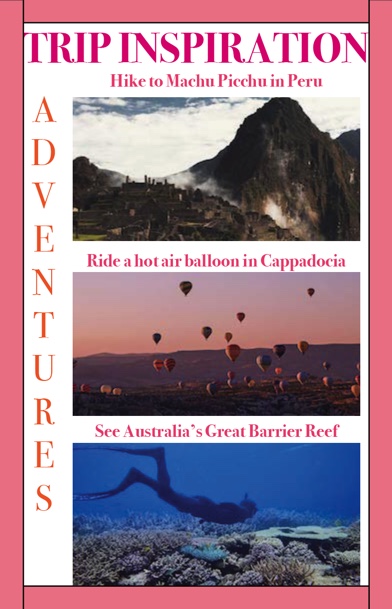 TRIP INSPIRATION
Hike to Machu Picchu in Peru
ADVENTURES
Ride a hot air balloon in Cappadocia
See Australia's Great Barrier Reef